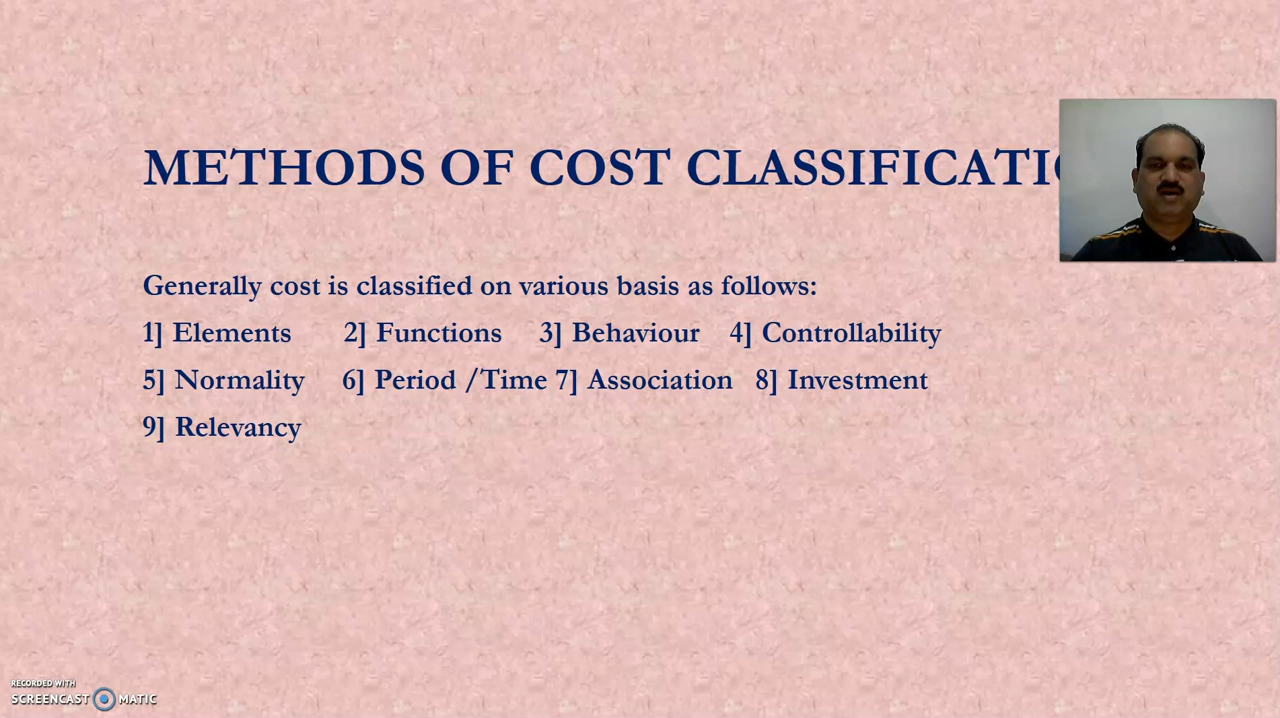 METHODS OF COST CLASSIFICATI
Generally cost is classified on various basis as follows:
1] Elements 2] Functions 3] Behaviour 4] Controllability
5] Normality 6] Period /Time 7] Association 8] Investment
9] Relevancy
RECORDED WITH
SCREENCAST MATIC